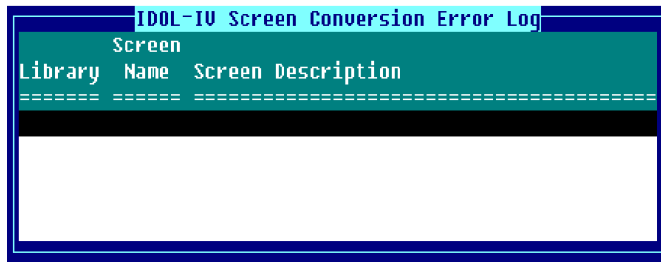 IDOL-IV Screen Conversion Error Log
Screen
Library Name Screen Description
======= ====== ========================================